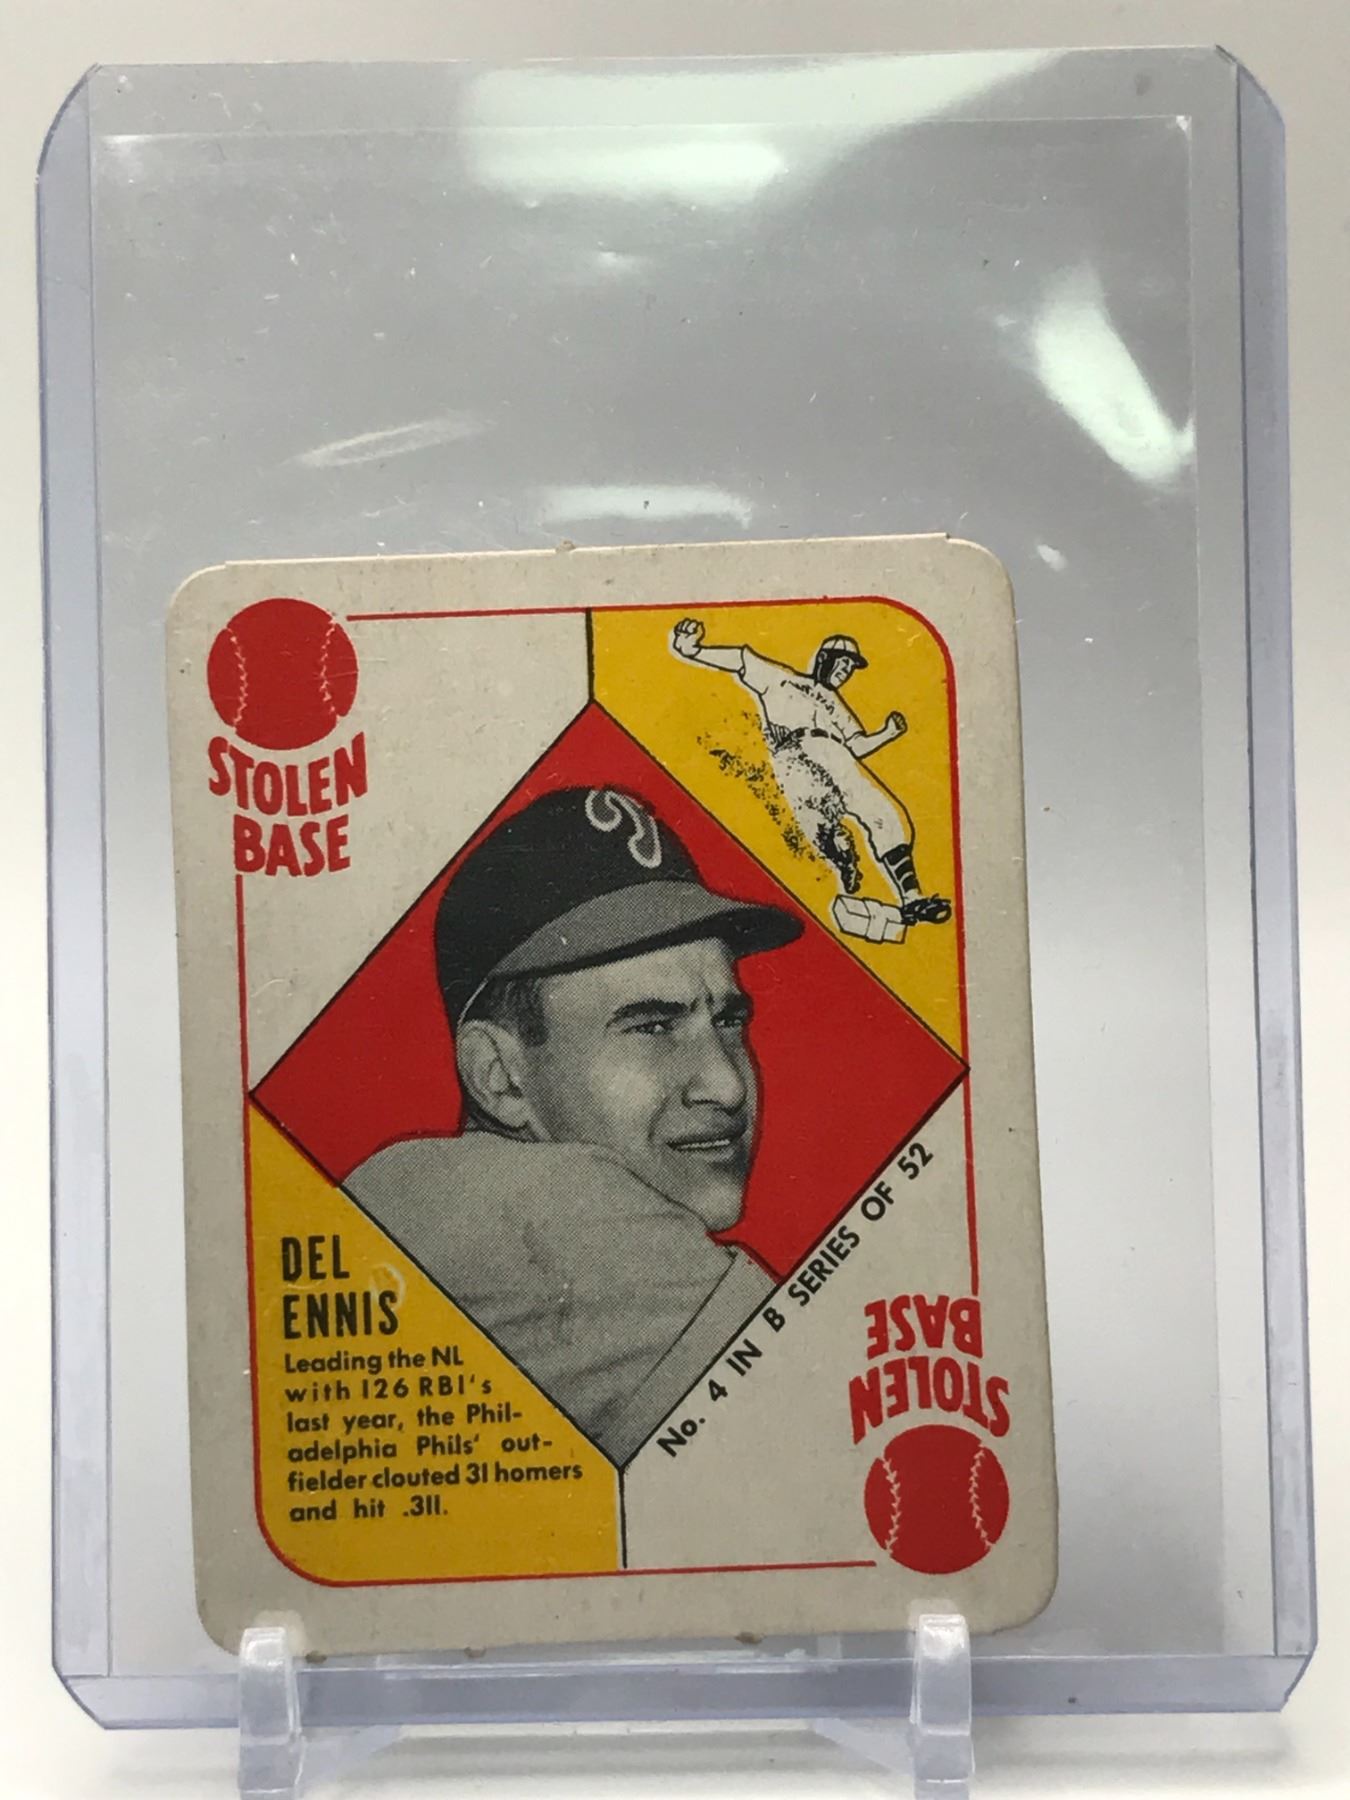 STOLEN
BASE
DEL
ENNIS
Leading the NL
with 126 RBI's
last year, the Phil-
adelphia Phils' out-
fielder clouted 31 homers
and hit .311.
No. 4 IN B SERIES OF 52
STOLEN
BASE
P